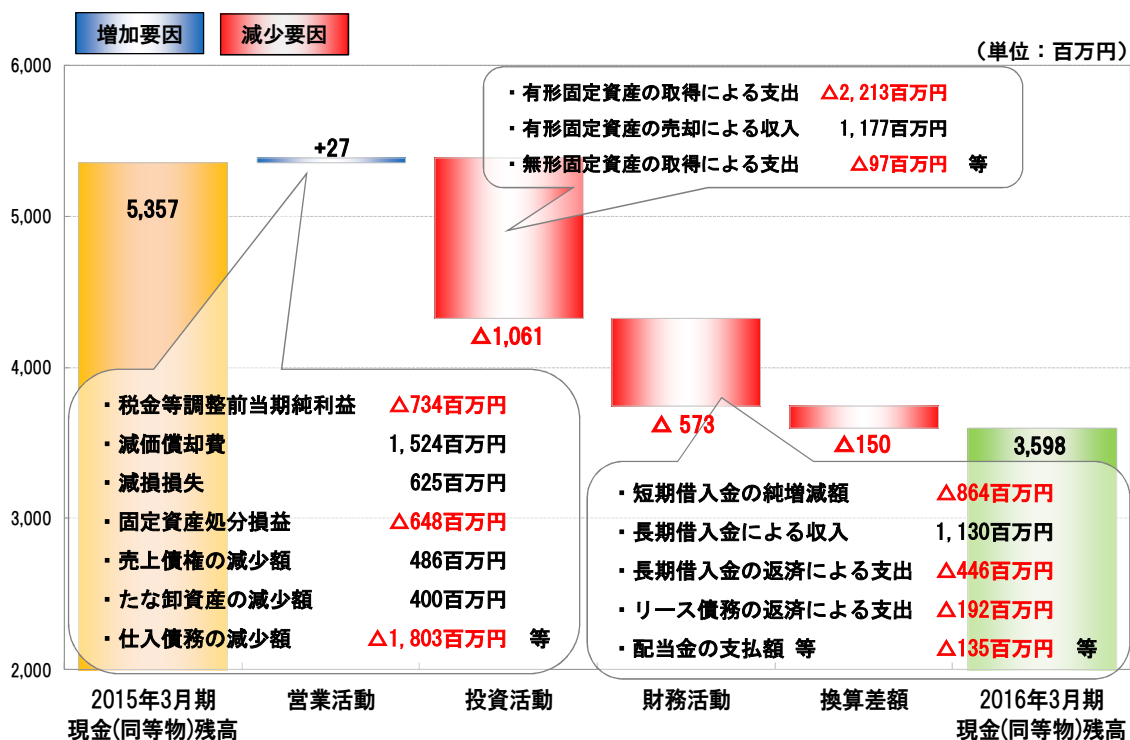 増加要因
減少要因
(単位：百万円)
6,000
5,000
4,000
3,000
2,000
5,357
+27
・有形固定資産の取得による支出 △2,213百万円
・有形固定資産の売却による収入 1,177百万円
・無形固定資産の取得による支出 △97百万円 等
△1,061
△ 573
△150
3,598
・税金等調整前当期純利益 △734百万円
・減価償却費 1,524百万円
・減損損失 625百万円
・固定資産処分損益 △648百万円
・売上債権の減少額 486百万円
・たな卸資産の減少額 400百万円
・仕入債務の減少額 △1,803百万円 等
・短期借入金の純増減額 △864百万円
・長期借入金による収入 1,130百万円
・長期借入金の返済による支出 △446百万円
・リース債務の返済による支出 △192百万円
・配当金の支払額 等 △135百万円 等
2015年3月期
現金(同等物)残高
営業活動
投資活動
財務活動
換算差額
2016年3月期
現金(同等物)残高